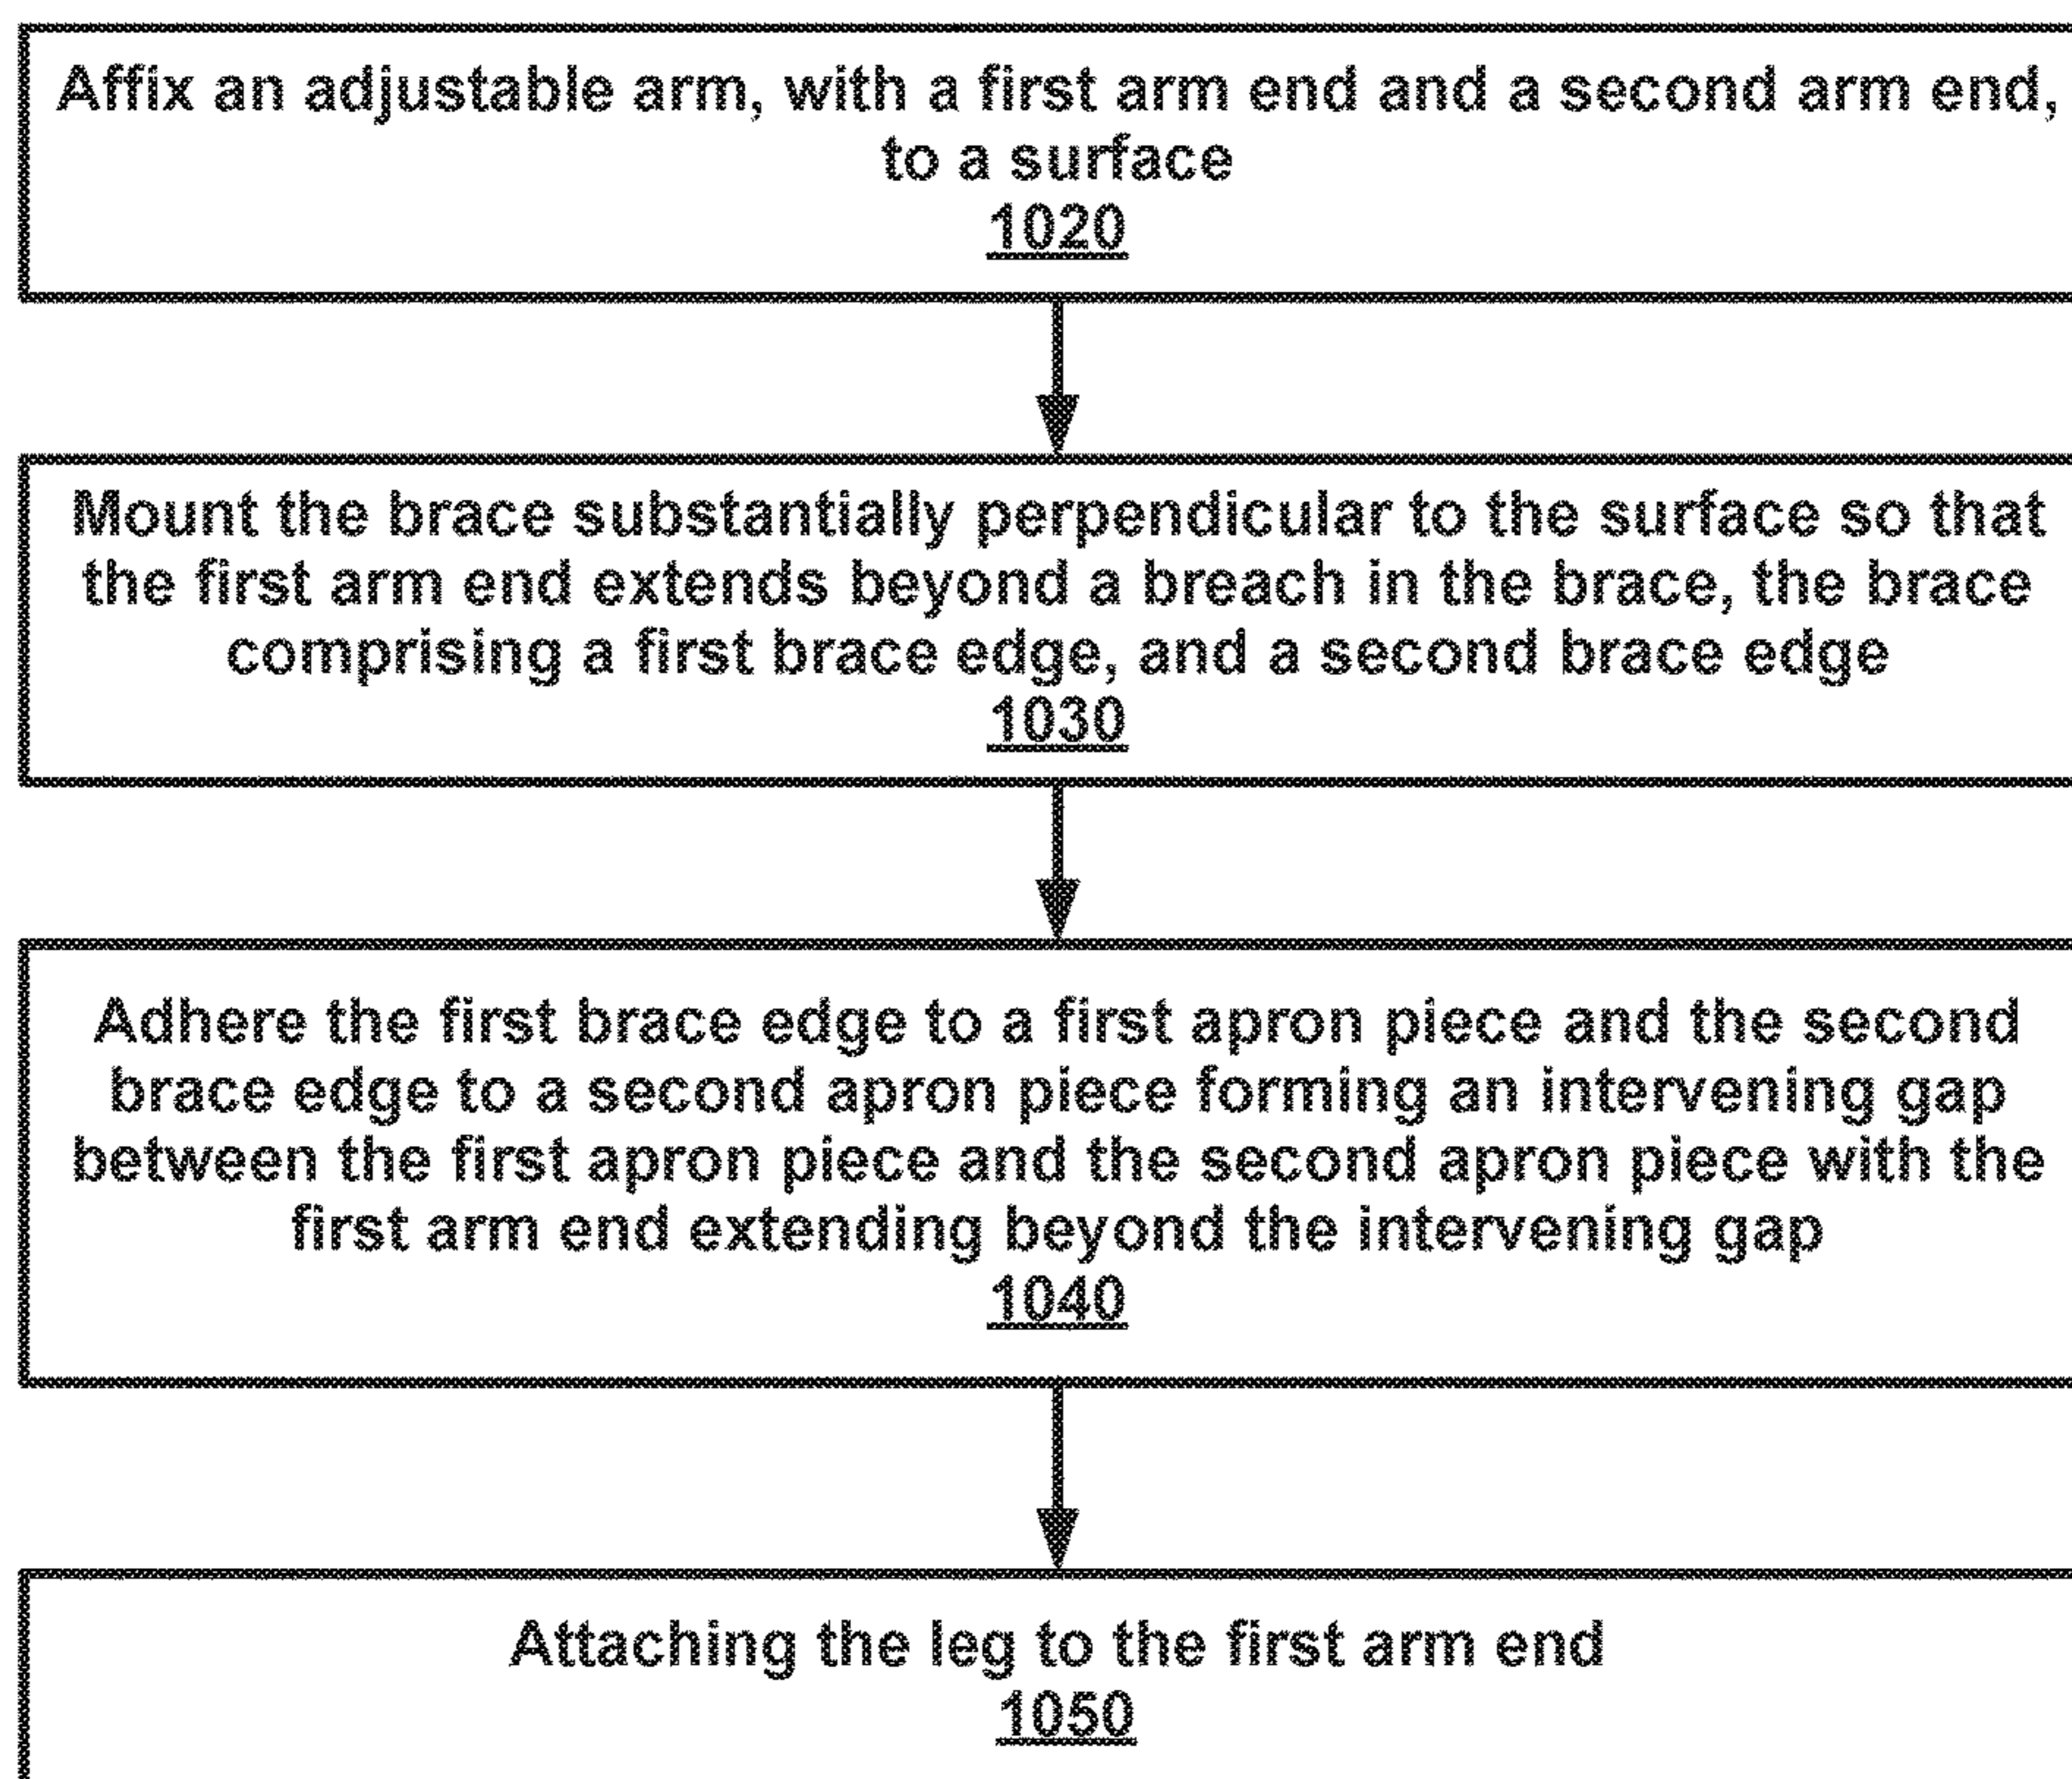 Affix an adjustable arm, with a first arm end and a second arm end,
to a surface
1020
Mount the brace substantially perpendicular to the surface so that
the first arm end extends beyond a breach in the brace, the brace
comprising a first brace edge, and a second brace edge
1030
Adhere the first brace edge to a first apron piece and the second
brace edge to a second apron piece forming an intervening gap
between the first apron piece and the second apron piece with the
first arm end extending beyond the intervening gap
1040
Attaching the leg to the first arm end
1050